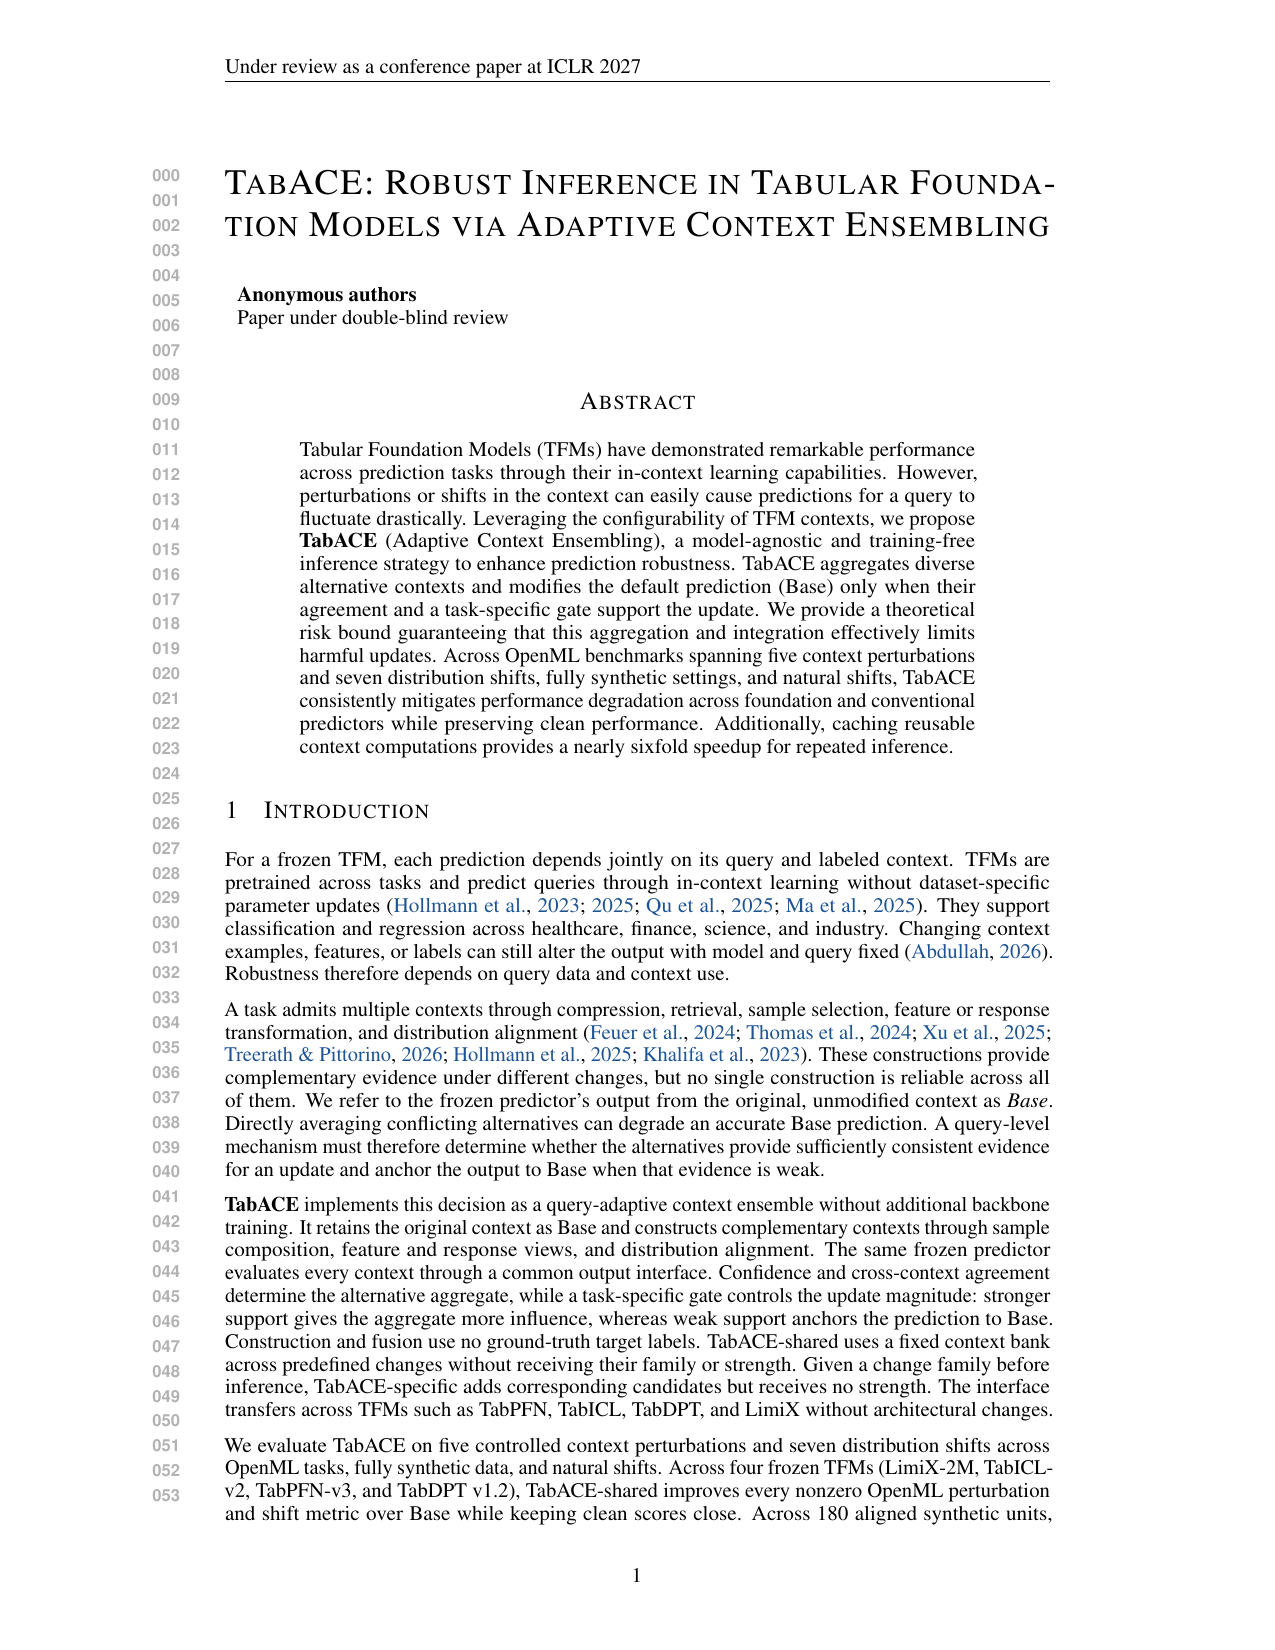 Under review as a conference paper at ICLR 2027
000
001
002
003
004
005
006
007
008
009
010
011
012
013
014
015
016
017
018
019
020
021
022
023
024
025
026
027
028
029
030
031
032
033
034
035
036
037
038
039
040
041
042
043
044
045
046
047
048
049
050
051
052
053
TABACE: ROBUST INFERENCE IN TABULAR FOUNDA-
TION MODELS VIA ADAPTIVE CONTEXT ENSEMBLING
Anonymous authors
Paper under double-blind review
ABSTRACT
Tabular Foundation Models (TFMs) have demonstrated remarkable performance
across prediction tasks through their in-context learning capabilities. However,
perturbations or shifts in the context can easily cause predictions for a query to
fluctuate drastically. Leveraging the configurability of TFM contexts, we propose
TabACE (Adaptive Context Ensembling), a model-agnostic and training-free
inference strategy to enhance prediction robustness. TabACE aggregates diverse
alternative contexts and modifies the default prediction (Base) only when their
agreement and a task-specific gate support the update. We provide a theoretical
risk bound guaranteeing that this aggregation and integration effectively limits
harmful updates. Across OpenML benchmarks spanning five context perturbations
and seven distribution shifts, fully synthetic settings, and natural shifts, TabACE
consistently mitigates performance degradation across foundation and conventional
predictors while preserving clean performance. Additionally, caching reusable
context computations provides a nearly sixfold speedup for repeated inference.
1 INTRODUCTION
For a frozen TFM, each prediction depends jointly on its query and labeled context. TFMs are
pretrained across tasks and predict queries through in-context learning without dataset-specific
parameter updates (Hollmann et al., 2023; 2025; Qu et al., 2025; Ma et al., 2025). They support
classification and regression across healthcare, finance, science, and industry. Changing context
examples, features, or labels can still alter the output with model and query fixed (Abdullah, 2026).
Robustness therefore depends on query data and context use.
A task admits multiple contexts through compression, retrieval, sample selection, feature or response
transformation, and distribution alignment (Feuer et al., 2024; Thomas et al., 2024; Xu et al., 2025;
Treerath & Pittorino, 2026; Hollmann et al., 2025; Khalifa et al., 2023). These constructions provide
complementary evidence under different changes, but no single construction is reliable across all
of them. We refer to the frozen predictor's output from the original, unmodified context as Base.
Directly averaging conflicting alternatives can degrade an accurate Base prediction. A query-level
mechanism must therefore determine whether the alternatives provide sufficiently consistent evidence
for an update and anchor the output to Base when that evidence is weak.
TabACE implements this decision as a query-adaptive context ensemble without additional backbone
training. It retains the original context as Base and constructs complementary contexts through sample
composition, feature and response views, and distribution alignment. The same frozen predictor
evaluates every context through a common output interface. Confidence and cross-context agreement
determine the alternative aggregate, while a task-specific gate controls the update magnitude: stronger
support gives the aggregate more influence, whereas weak support anchors the prediction to Base.
Construction and fusion use no ground-truth target labels. TabACE-shared uses a fixed context bank
across predefined changes without receiving their family or strength. Given a change family before
inference, TabACE-specific adds corresponding candidates but receives no strength. The interface
transfers across TFMs such as TabPFN, TabICL, TabDPT, and LimiX without architectural changes.
We evaluate TabACE on five controlled context perturbations and seven distribution shifts across
OpenML tasks, fully synthetic data, and natural shifts. Across four frozen TFMs (LimiX-2M, TabICL-
v2, TabPFN-v3, and TabDPT v1.2), TabACE-shared improves every nonzero OpenML perturbation
and shift metric over Base while keeping clean scores close. Across 180 aligned synthetic units,
1